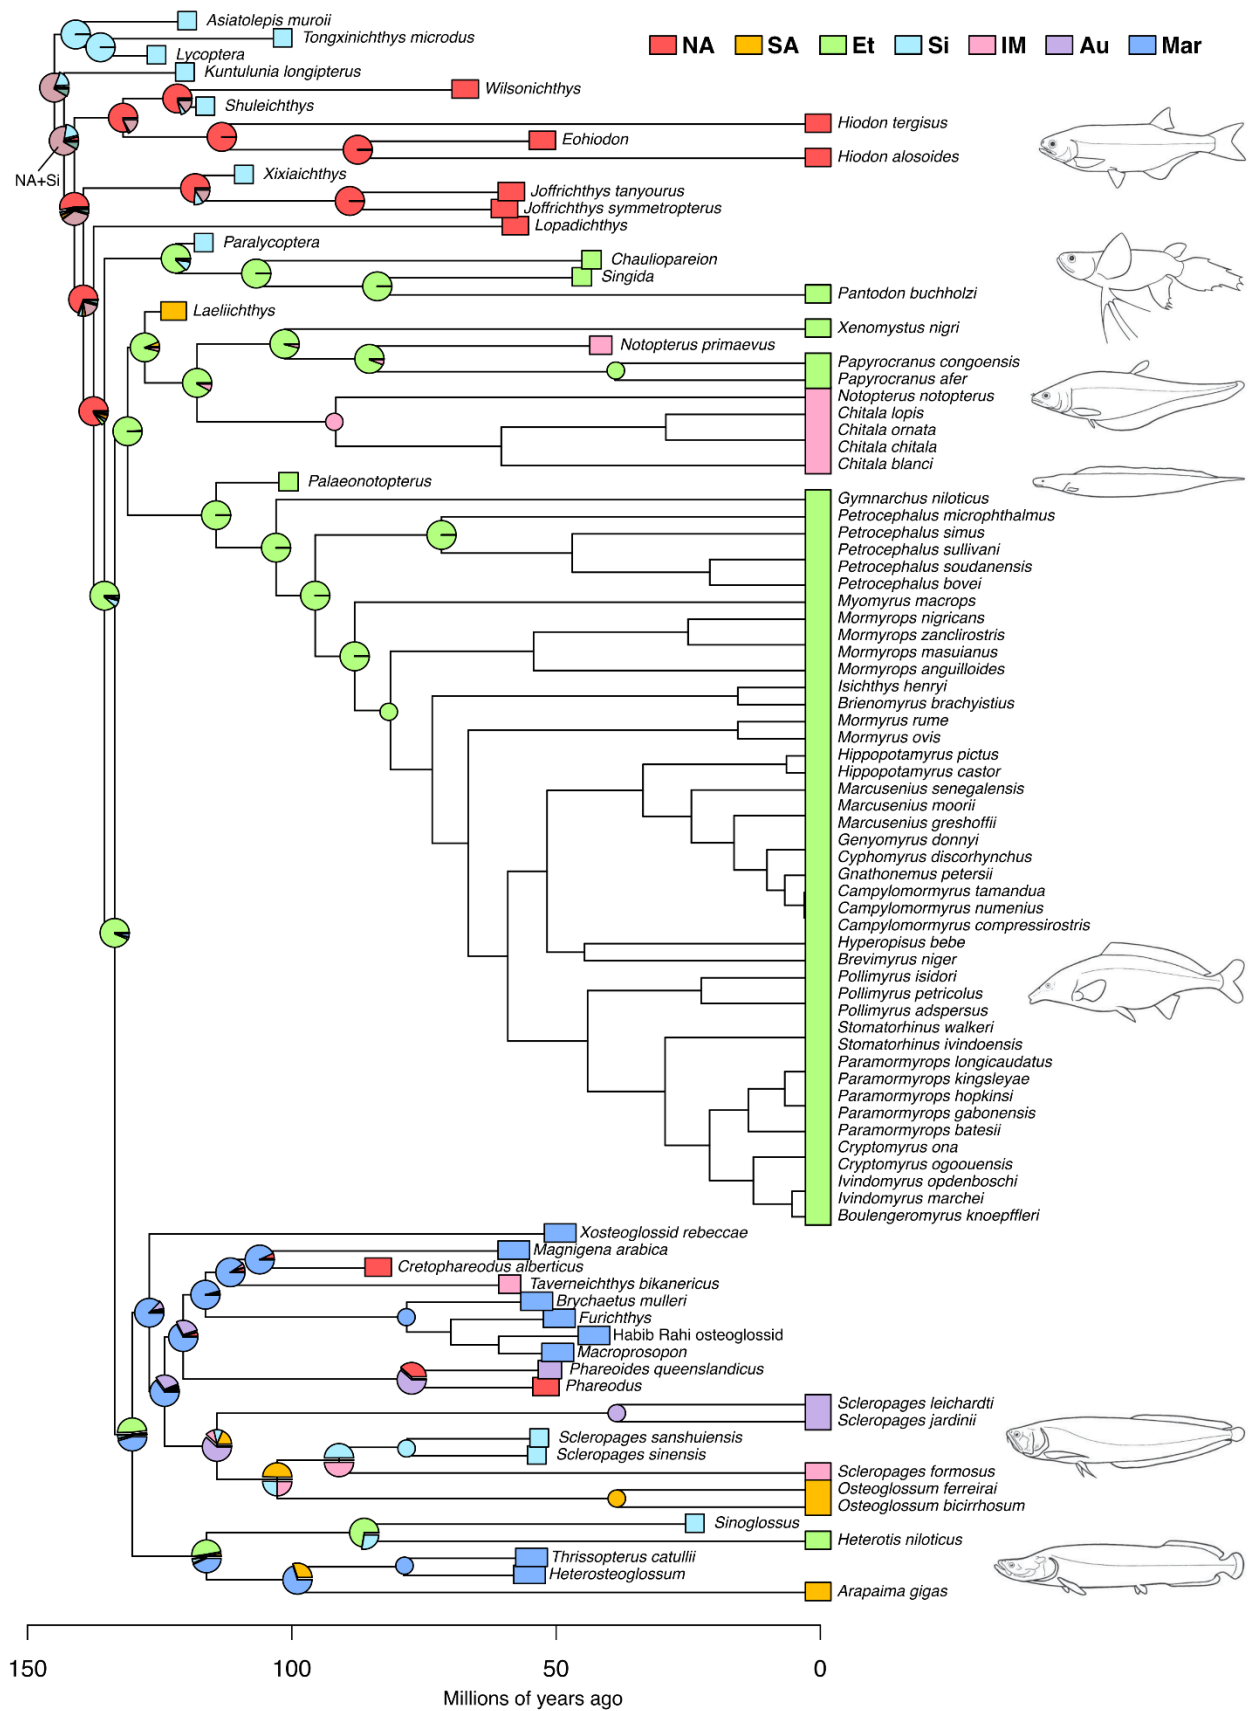 Asiatolepis muroii
Tongxinichthys microdus
Lycoptera
Kuntulunia longipterus
NA SA Et Si IM Au Mar
Wilsonichthys
Shuleichthys
Hiodon tergisus
Eohiodon
Hiodon alosoides
NA+Si
Xixiaichthys
Joffrichthys tanyourus
Joffrichthys symmetropterus
Lopadichthys
Paralycoptera
Chauliopareion
Singida
Pantodon buchholzi
Laeliichthys
Xenomystus nigri
Notopterus primaevus
Papyrocranus congoensis
Papyrocranus afer
Notopterus notopterus
Chitala lopis
Chitala ornata
Chitala chitala
Chitala blanci
Palaeonotopterus
Gymnarchus niloticus
Petrocephalus microphthalmus
Petrocephalus simus
Petrocephalus sullivani
Petrocephalus soudanensis
Petrocephalus bovei
Myomyrus macrops
Mormyrops nigricans
Mormyrops zanclirostris
Mormyrops masuianus
Mormyrops anguilloides
Isichthys henryi
Brienomyrus brachyistius
Mormyrus rume
Mormyrus ovis
Hippopotamyrus pictus
Hippopotamyrus castor
Marcusenius senegalensis
Marcusenius moorii
Marcusenius greshoffii
Genyomyrus donnyi
Cyphomyrus discorhynchus
Gnathonemus petersii
Campylomormyrus tamandua
Campylomormyrus numenius
Campylomormyrus compressirostris
Hyperopisus bebe
Brevimyrus niger
Pollimyrus isidori
Pollimyrus petricolus
Pollimyrus adspersus
Stomatorhinus walkeri
Stomatorhinus ivindoensis
Paramormyrops longicaudatus
Paramormyrops kingsleyae
Paramormyrops hopkinsi
Paramormyrops gabonensis
Paramormyrops batesii
Cryptomyrus ona
Cryptomyrus ogoouensis
Ivindomyrus opdenboschi
Ivindomyrus marchei
Boulengeromyrus knoepffleri
Xosteoglossid rebeccae
Magnigena arabica
Cretophareodus alberticus
Taverneichthys bikanericus
Brychaetus mulleri
Furichthys
Habib Rahi osteoglossid
Macroprosopon
Phareoides queenslandicus
Phareodus
Scleropages leichardti
Scleropages jardinii
Scleropages sanshuiensis
Scleropages sinensis
Scleropages formosus
Osteoglossum ferreirai
Osteoglossum bicirrhosum
Sinoglossus
Heterotis niloticus
Thrissopterus catullii
Heterosteoglossum
Arapaima gigas
150 100 50 0
Millions of years ago